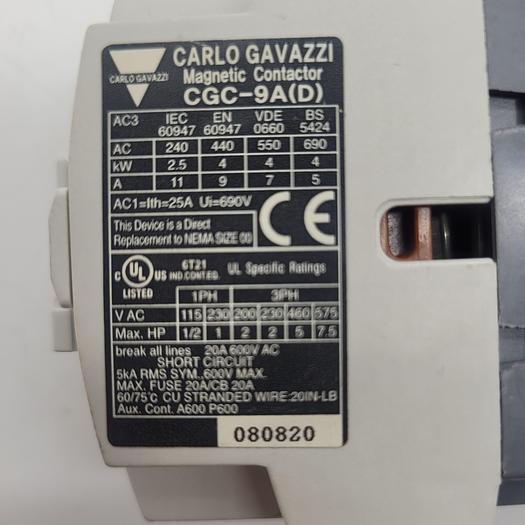 CARLO GAVAZZI
CARLO GAVAZZI
Magnetic Contactor
CGC-9A(D)
AC3 IEC 60947 EN 60947 VDE 0660 BS 5424
AC 240 440 550 690
kW 2.5 4 4 4
A 11 9 7 5
AC1=Ith=25A Ui=690V
This Device is a Direct
Replacement to NEMA SIZE 00
CE
C UL US LISTED
6T21
IND.CONT.EQ. UL Specific Ratings
1PH 3PH
V AC 115 230 200 230 460 575
Max. HP 1/2 1 2 2 5 7.5
break all lines 20A 600V AC
SHORT CIRCUIT
5kA RMS SYM.,600V MAX.
MAX. FUSE 20A/CB 20A
60/75℃ CU STRANDED WIRE:20IN-LB
Aux. Cont. A600 P600
080820